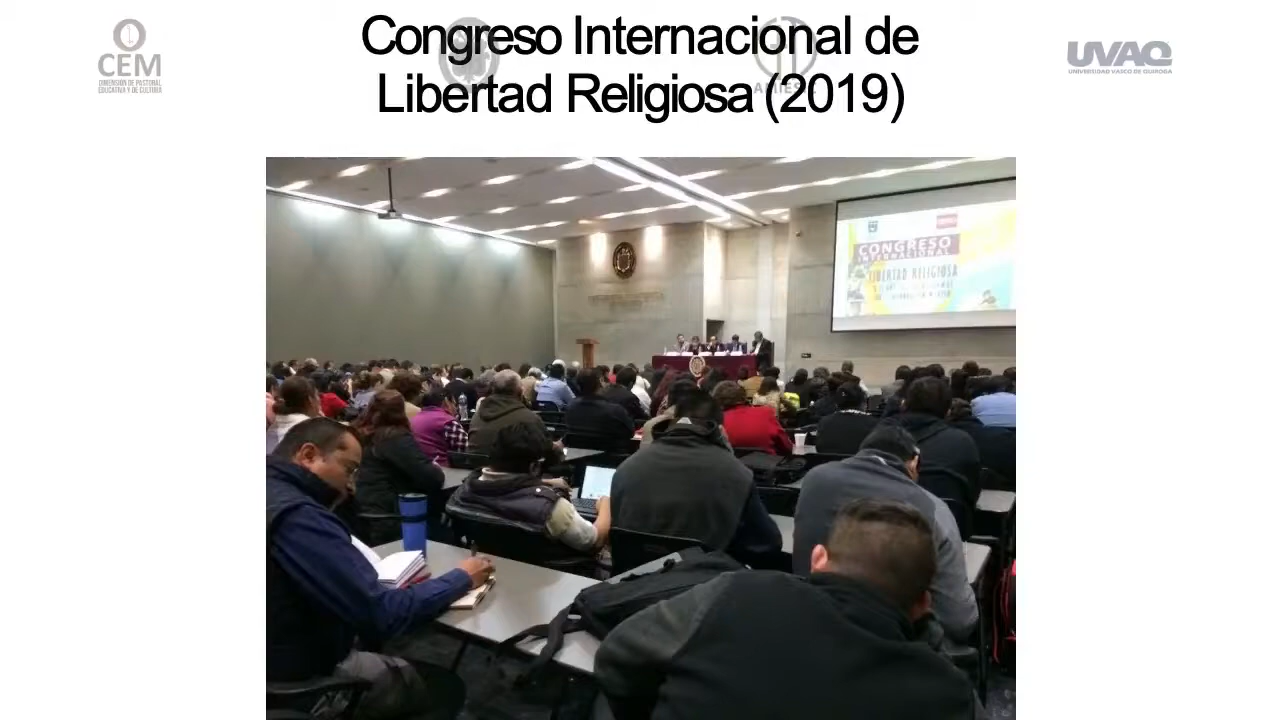 Congreso Internacional de
Libertad Religiosa (2019)
CEM
DIMENSIÓN DE PASTORAL
EDUCATIVA Y DE CULTURA
UVAQ
UNIVERSIDAD VASCO DE QUIROGA
CONGRESO
INTERNACIONAL
LIBERTAD RELIGIOSA